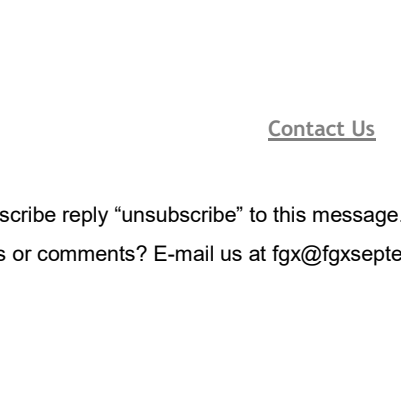 Contact Us
scribe reply “unsubscribe” to this message.
s or comments? E-mail us at fgx@fgxsepte